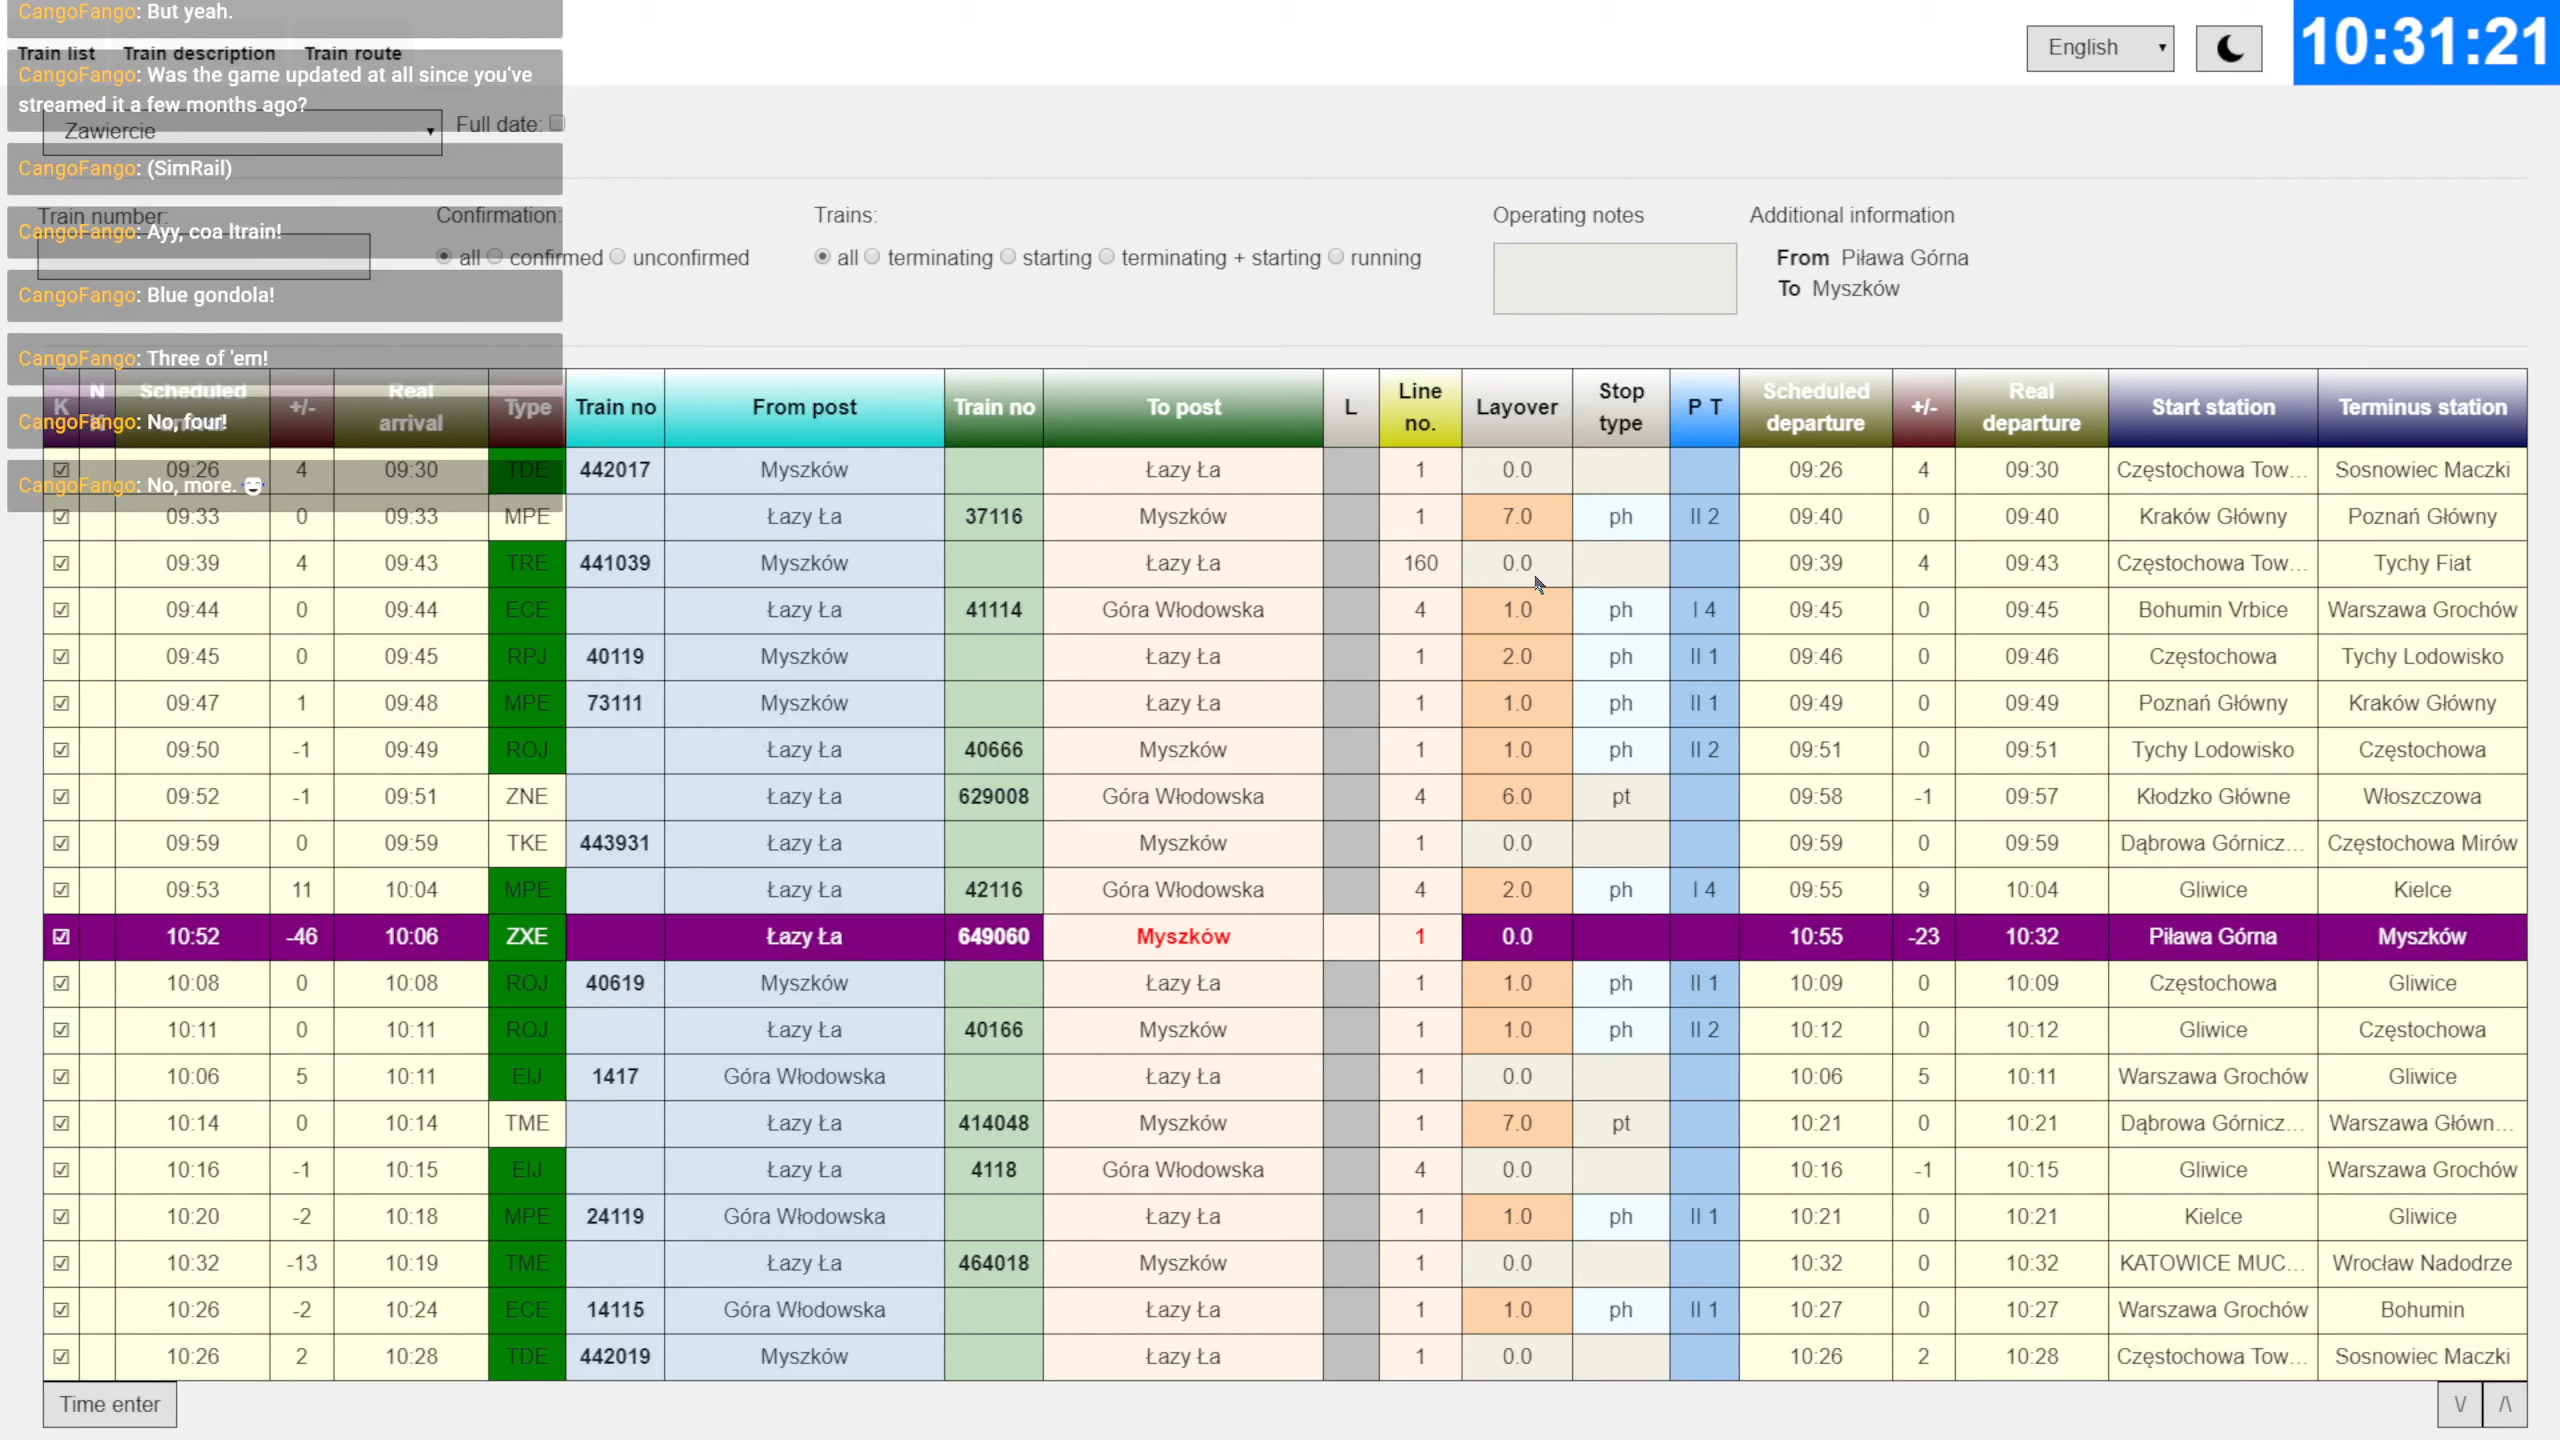 CangoFango: But yeah.
Train list Train description Train route
English
10:31:21
CangoFango: Was the game updated at all since you've
streamed it a few months ago?
Zawiercie
Full date:
CangoFango: (SimRail)
Train number:
CangoFango: Ayy, coa ltrain!
Confirmation:
all confirmed unconfirmed
Trains:
all terminating starting terminating + starting running
Operating notes
Additional information
From Piława Górna
To Myszków
CangoFango: Blue gondola!
CangoFango: Three of 'em!
CangoFango: No, four!
CangoFango: No, more.
K N Scheduled +/- Real arrival Type Train no From post Train no To post L Line no. Layover Stop type P T Scheduled departure +/- Real departure Start station Terminus station
09:26 4 09:30 TDE 442017 Myszków Łazy Ła 1 0.0 09:26 4 09:30 Częstochowa Tow... Sosnowiec Maczki
09:33 0 09:33 MPE Łazy Ła 37116 Myszków 1 7.0 ph II 2 09:40 0 09:40 Kraków Główny Poznań Główny
09:39 4 09:43 TRE 441039 Myszków Łazy Ła 160 0.0 09:39 4 09:43 Częstochowa Tow... Tychy Fiat
09:44 0 09:44 ECE Łazy Ła 41114 Góra Włodowska 4 1.0 ph I 4 09:45 0 09:45 Bohumin Vrbice Warszawa Grochów
09:45 0 09:45 RPJ 40119 Myszków Łazy Ła 1 2.0 ph II 1 09:46 0 09:46 Częstochowa Tychy Lodowisko
09:47 1 09:48 MPE 73111 Myszków Łazy Ła 1 1.0 ph II 1 09:49 0 09:49 Poznań Główny Kraków Główny
09:50 -1 09:49 ROJ Łazy Ła 40666 Myszków 1 1.0 ph II 2 09:51 0 09:51 Tychy Lodowisko Częstochowa
09:52 -1 09:51 ZNE Łazy Ła 629008 Góra Włodowska 4 6.0 pt 09:58 -1 09:57 Kłodzko Główne Włoszczowa
09:59 0 09:59 TKE 443931 Łazy Ła Myszków 1 0.0 09:59 0 09:59 Dąbrowa Górnicz... Częstochowa Mirów
09:53 11 10:04 MPE Łazy Ła 42116 Góra Włodowska 4 2.0 ph I 4 09:55 9 10:04 Gliwice Kielce
10:52 -46 10:06 ZXE Łazy Ła 649060 Myszków 1 0.0 10:55 -23 10:32 Piława Górna Myszków
10:08 0 10:08 ROJ 40619 Myszków Łazy Ła 1 1.0 ph II 1 10:09 0 10:09 Częstochowa Gliwice
10:11 0 10:11 ROJ Łazy Ła 40166 Myszków 1 1.0 ph II 2 10:12 0 10:12 Gliwice Częstochowa
10:06 5 10:11 EIJ 1417 Góra Włodowska Łazy Ła 1 0.0 10:06 5 10:11 Warszawa Grochów Gliwice
10:14 0 10:14 TME Łazy Ła 414048 Myszków 1 7.0 pt 10:21 0 10:21 Dąbrowa Górnicz... Warszawa Główn...
10:16 -1 10:15 EIJ Łazy Ła 4118 Góra Włodowska 4 0.0 10:16 -1 10:15 Gliwice Warszawa Grochów
10:20 -2 10:18 MPE 24119 Góra Włodowska Łazy Ła 1 1.0 ph II 1 10:21 0 10:21 Kielce Gliwice
10:32 -13 10:19 TME Łazy Ła 464018 Myszków 1 0.0 10:32 0 10:32 KATOWICE MUC... Wrocław Nadodrze
10:26 -2 10:24 ECE 14115 Góra Włodowska Łazy Ła 1 1.0 ph II 1 10:27 0 10:27 Warszawa Grochów Bohumin
10:26 2 10:28 TDE 442019 Myszków Łazy Ła 1 0.0 10:26 2 10:28 Częstochowa Tow... Sosnowiec Maczki
Time enter
\/ /\